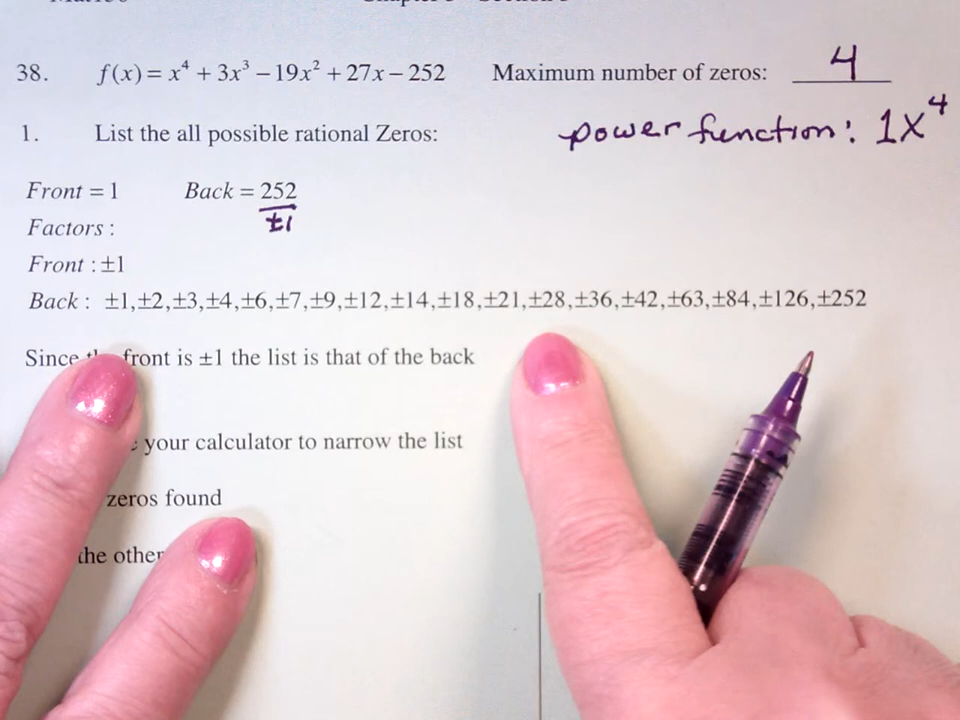 38. f(x) = x⁴ + 3x³ − 19x² + 27x − 252 Maximum number of zeros: 4
1. List the all possible rational Zeros: power function: 1x⁴
Front = 1 Back = 252
±1
Factors :
Front : ±1
Back : ±1,±2,±3,±4,±6,±7,±9,±12,±14,±18,±21,±28,±36,±42,±63,±84,±126,±252
Since front is ±1 the list is that of the back
your calculator to narrow the list
zeros found
the other